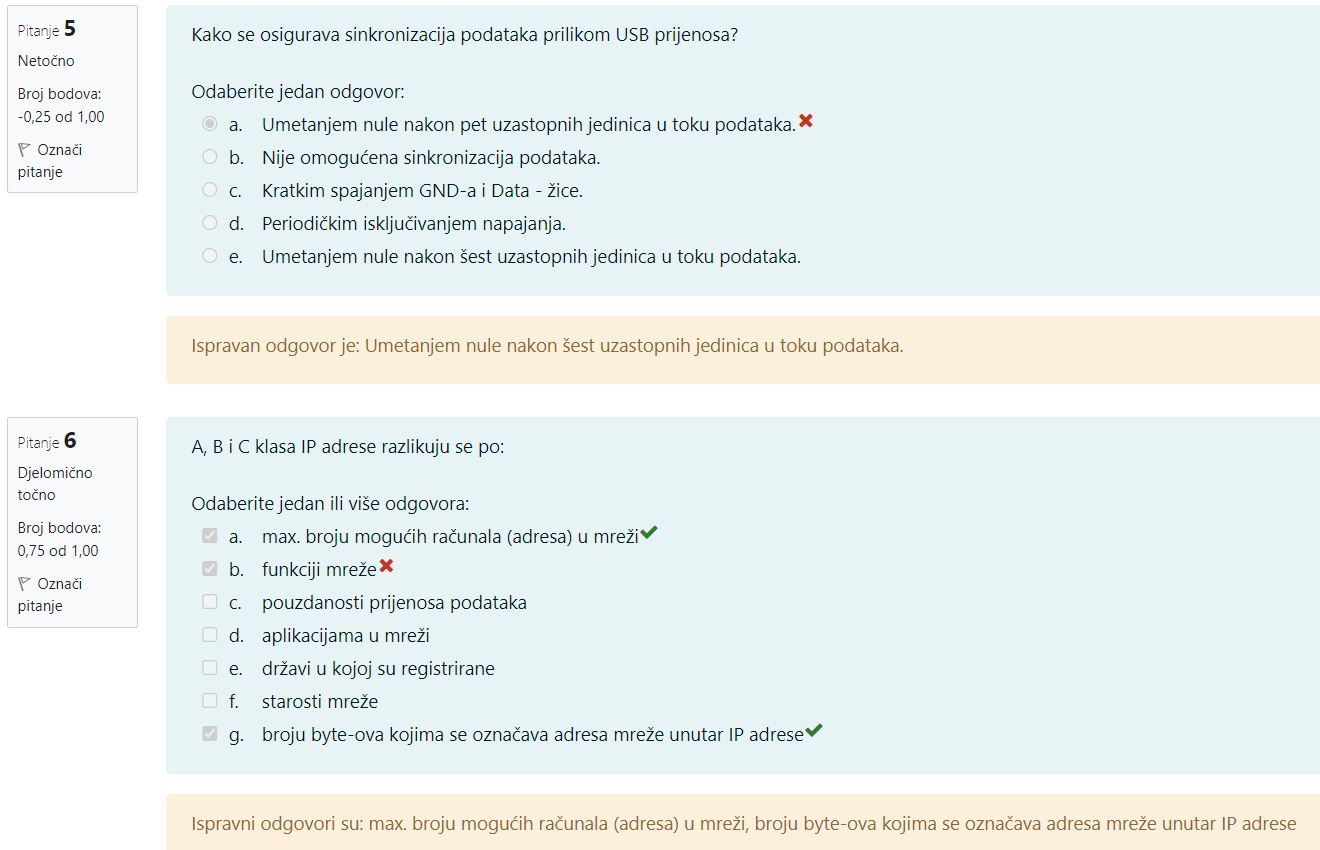 Pitanje 5
Netočno
Broj bodova:
-0,25 od 1,00
Označi
pitanje
Kako se osigurava sinkronizacija podataka prilikom USB prijenosa?
Odaberite jedan odgovor:
a. Umetanjem nule nakon pet uzastopnih jedinica u toku podataka.
b. Nije omogućena sinkronizacija podataka.
c. Kratkim spajanjem GND-a i Data - žice.
d. Periodičkim isključivanjem napajanja.
e. Umetanjem nule nakon šest uzastopnih jedinica u toku podataka.
Ispravan odgovor je: Umetanjem nule nakon šest uzastopnih jedinica u toku podataka.
Pitanje 6
Djelomično
točno
Broj bodova:
0,75 od 1,00
Označi
pitanje
A, B i C klasa IP adrese razlikuju se po:
Odaberite jedan ili više odgovora:
a. max. broju mogućih računala (adresa) u mreži
b. funkciji mreže
c. pouzdanosti prijenosa podataka
d. aplikacijama u mreži
e. državi u kojoj su registrirane
f. starosti mreže
g. broju byte-ova kojima se označava adresa mreže unutar IP adrese
Ispravni odgovori su: max. broju mogućih računala (adresa) u mreži, broju byte-ova kojima se označava adresa mreže unutar IP adrese